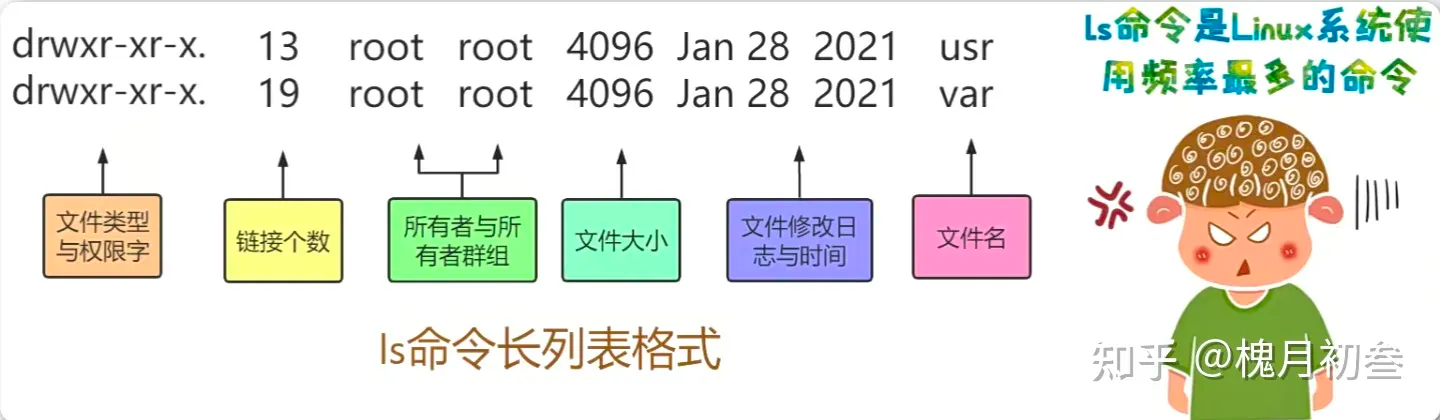 drwxr-xr-x. 13 root root 4096 Jan 28 2021 usr
drwxr-xr-x. 19 root root 4096 Jan 28 2021 var
ls命令是Linux系统使
用频率最多的命令
文件类型
与权限字
链接个数
所有者与所
有者群组
文件大小
文件修改日
志与时间
文件名
ls命令长列表格式
知乎 @槐月初叁